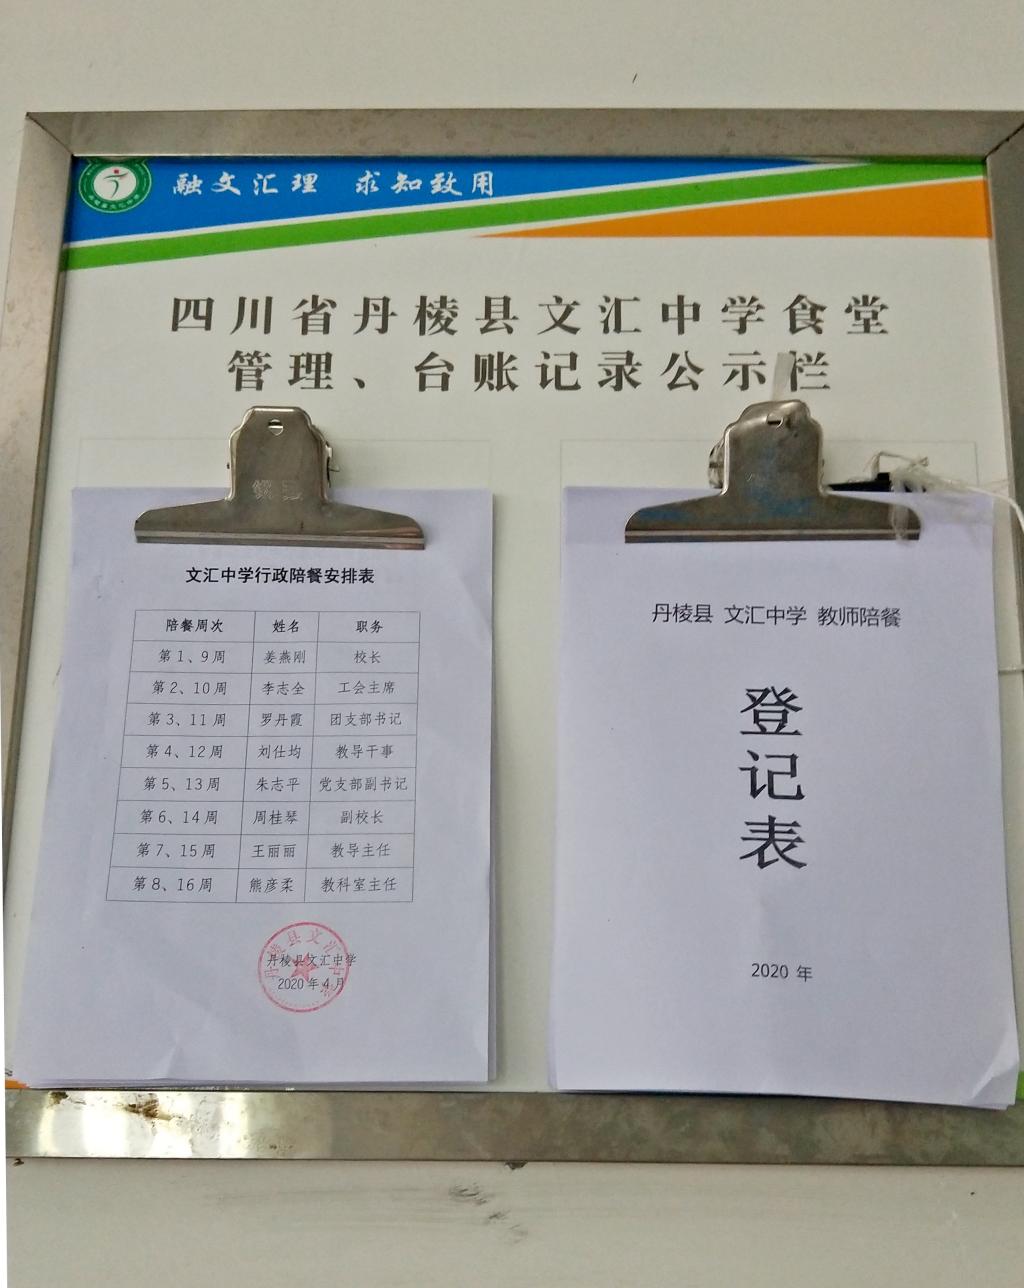 融文汇理 求知致用
四川省丹棱县文汇中学食堂
管理、台账记录公示栏
文汇中学行政陪餐安排表
陪餐周次 姓名 职务
第1、9周 姜燕刚 校长
第2、10周 李志全 工会主席
第3、11周 罗丹霞 团支部书记
第4、12周 刘仕均 教导干事
第5、13周 朱志平 党支部副书记
第6、14周 周桂琴 副校长
第7、15周 王丽丽 教导主任
第8、16周 熊彦柔 教科室主任
丹棱县文汇中学
2020年4月
丹棱县 文汇中学 教师陪餐
登
记
表
2020 年